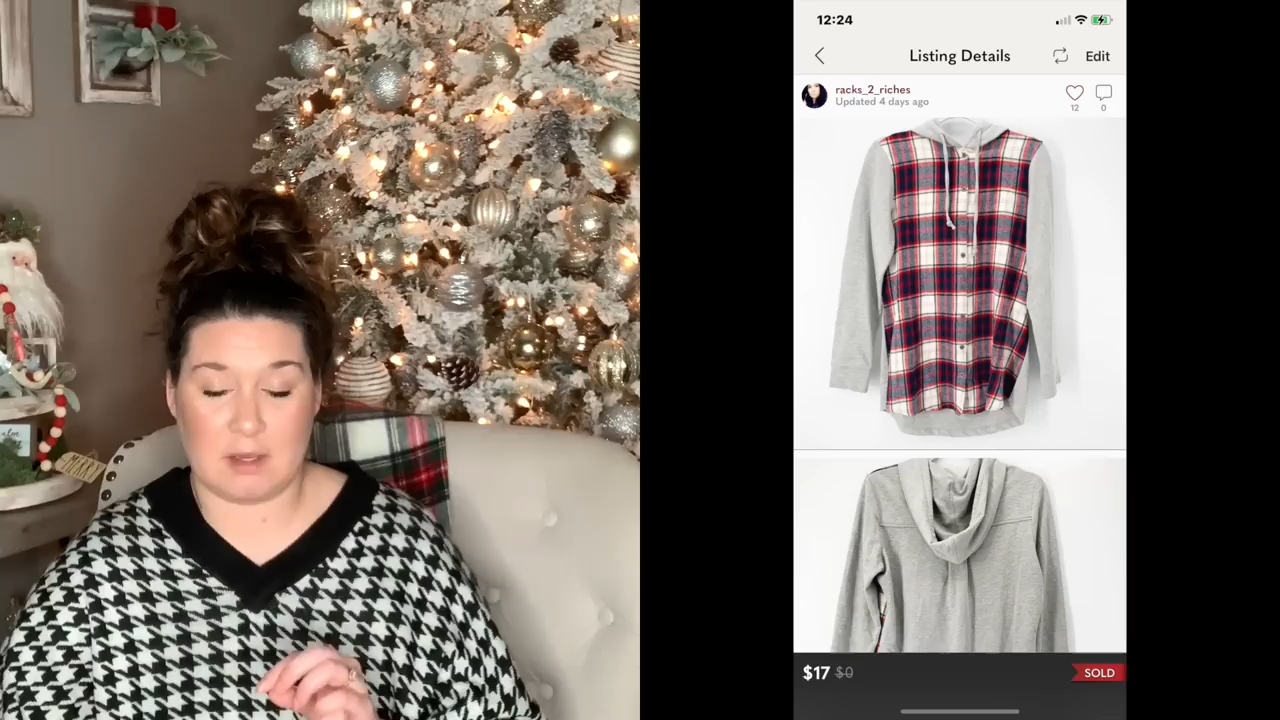 12:24
Listing Details
Edit
racks_2_riches
Updated 4 days ago
12
0
$17 $0
SOLD